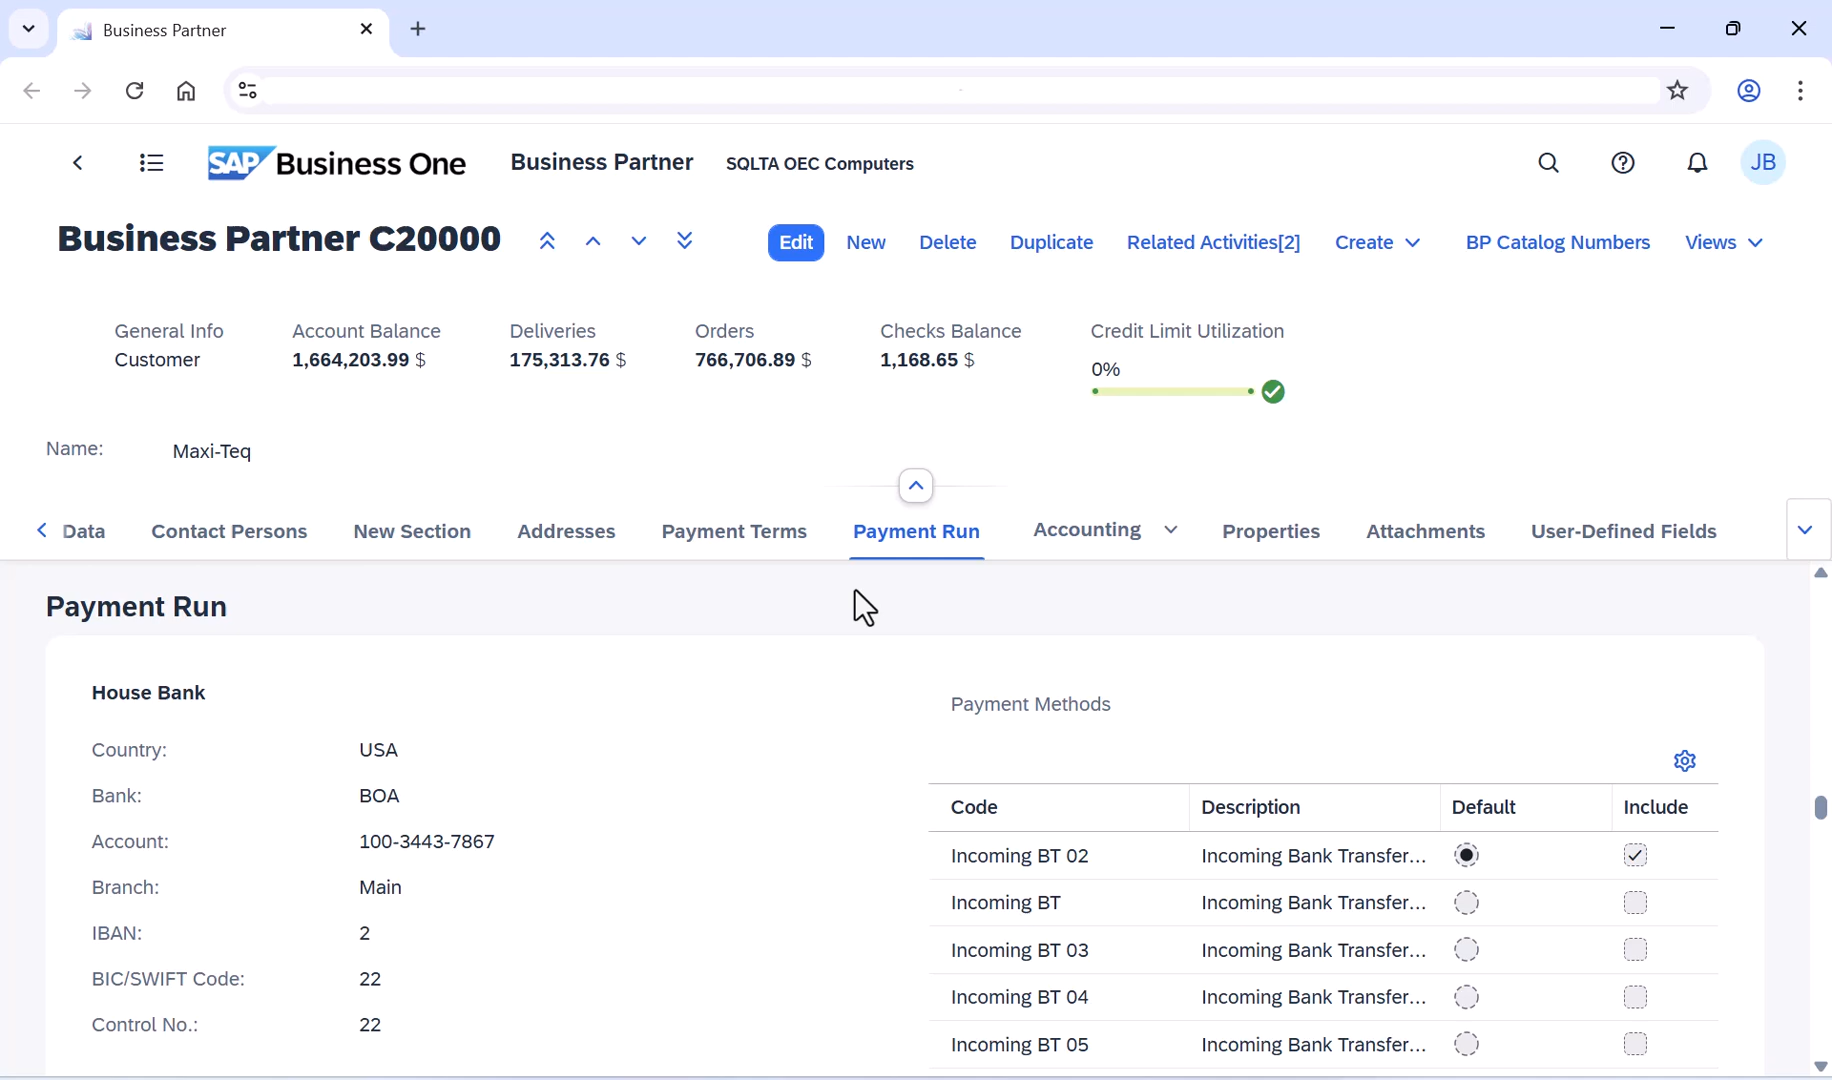 Business Partner
SAP Business One Business Partner SQLTA OEC Computers JB
Business Partner C20000 Edit New Delete Duplicate Related Activities[2] Create BP Catalog Numbers Views
General Info Account Balance Deliveries Orders Checks Balance Credit Limit Utilization
Customer 1,664,203.99 $ 175,313.76 $ 766,706.89 $ 1,168.65 $ 0%
Name: Maxi-Teq
Data Contact Persons New Section Addresses Payment Terms Payment Run Accounting Properties Attachments User-Defined Fields
Payment Run
House Bank
Country: USA
Bank: BOA
Account: 100-3443-7867
Branch: Main
IBAN: 2
BIC/SWIFT Code: 22
Control No.: 22
Payment Methods
Code Description Default Include
Incoming BT 02 Incoming Bank Transfer...
Incoming BT Incoming Bank Transfer...
Incoming BT 03 Incoming Bank Transfer...
Incoming BT 04 Incoming Bank Transfer...
Incoming BT 05 Incoming Bank Transfer...